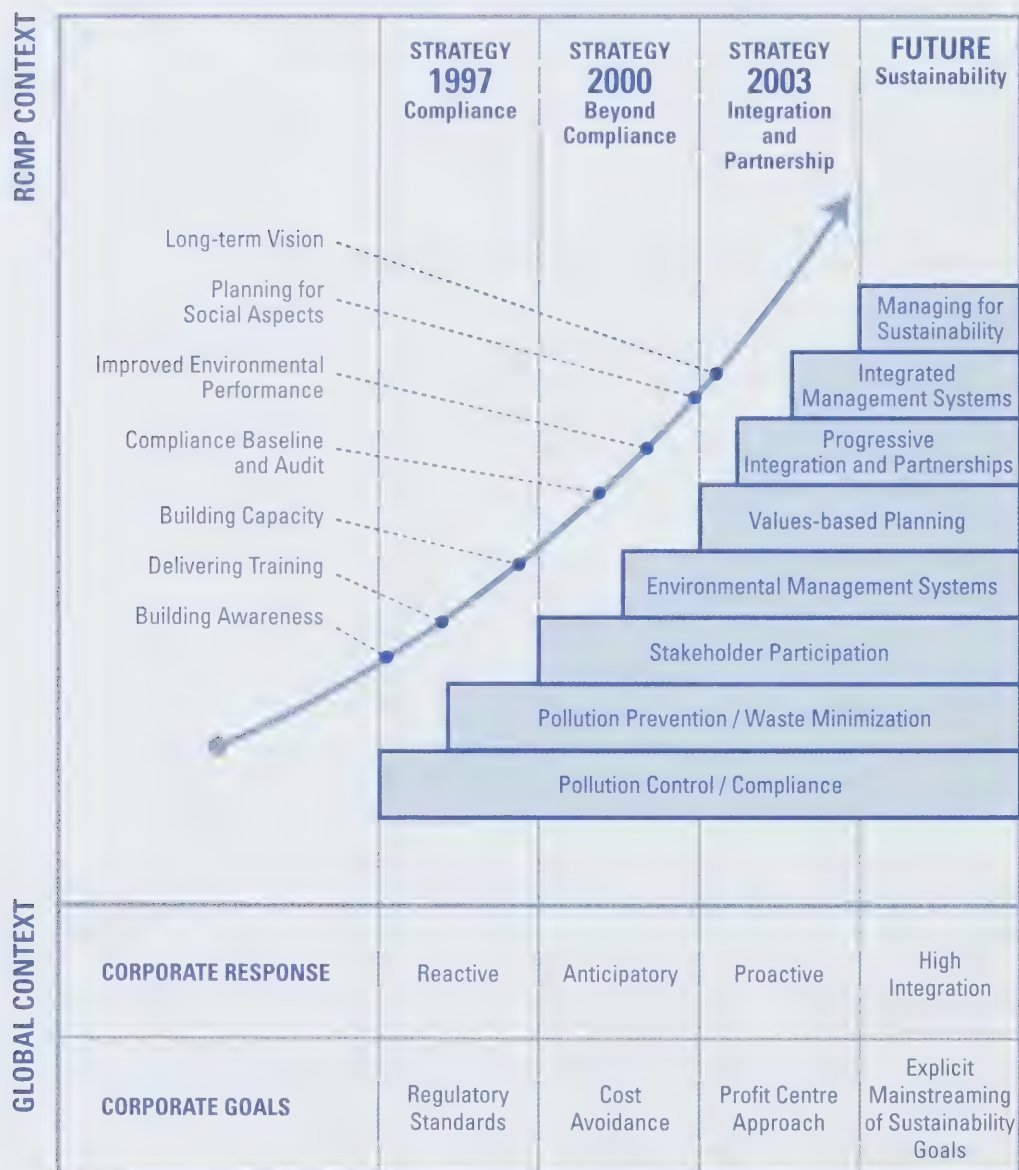 RCMP CONTEXT
STRATEGY
1997
Compliance
STRATEGY
2000
Beyond
Compliance
STRATEGY
2003
Integration
and
Partnership
FUTURE
Sustainability
Long-term Vision
Planning for
Social Aspects
Improved Environmental
Performance
Compliance Baseline
and Audit
Building Capacity
Delivering Training
Building Awareness
Managing for
Sustainability
Integrated
Management Systems
Progressive
Integration and Partnerships
Values-based Planning
Environmental Management Systems
Stakeholder Participation
Pollution Prevention / Waste Minimization
Pollution Control / Compliance
GLOBAL CONTEXT
CORPORATE RESPONSE
Reactive
Anticipatory
Proactive
High
Integration
CORPORATE GOALS
Regulatory
Standards
Cost
Avoidance
Profit Centre
Approach
Explicit
Mainstreaming
of Sustainability
Goals